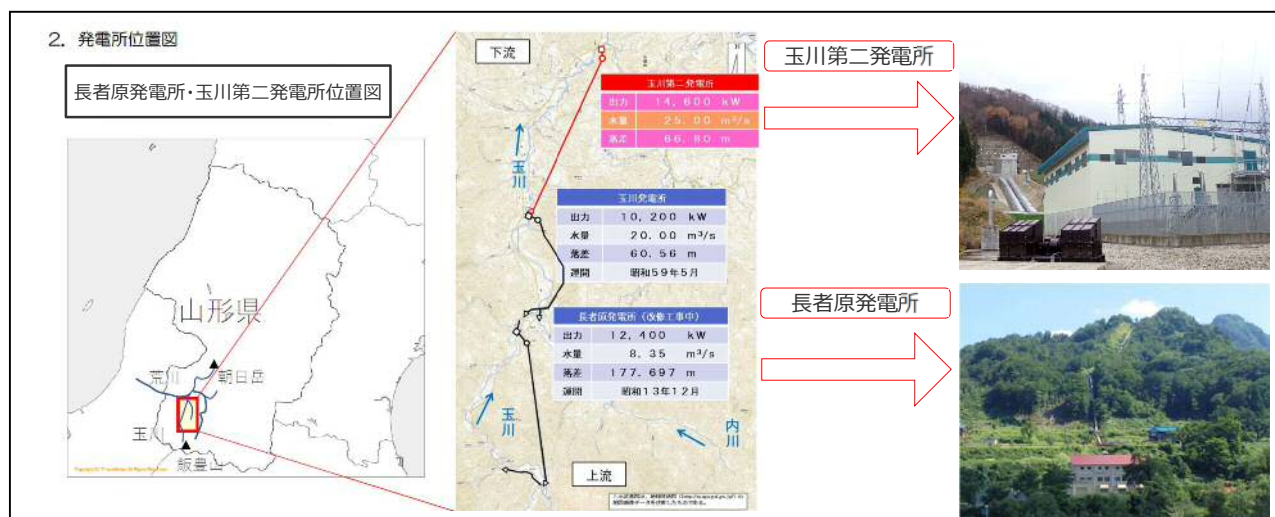 2. 発電所位置図
長者原発電所・玉川第二発電所位置図
山形県
荒川
朝日岳
玉川
飯豊山
下流
玉川第二発電所
出力 14,600 kW
水量 25.00 m³/s
落差 66.80 m
玉川
玉川発電所
出力 10,200 kW
水量 20.00 m³/s
落差 60.56 m
運開 昭和59年5月
長者原発電所(改修工事中)
出力 12,400 kW
水量 8.35 m³/s
落差 177.697 m
運開 昭和13年12月
玉川
内川
上流
玉川第二発電所
長者原発電所